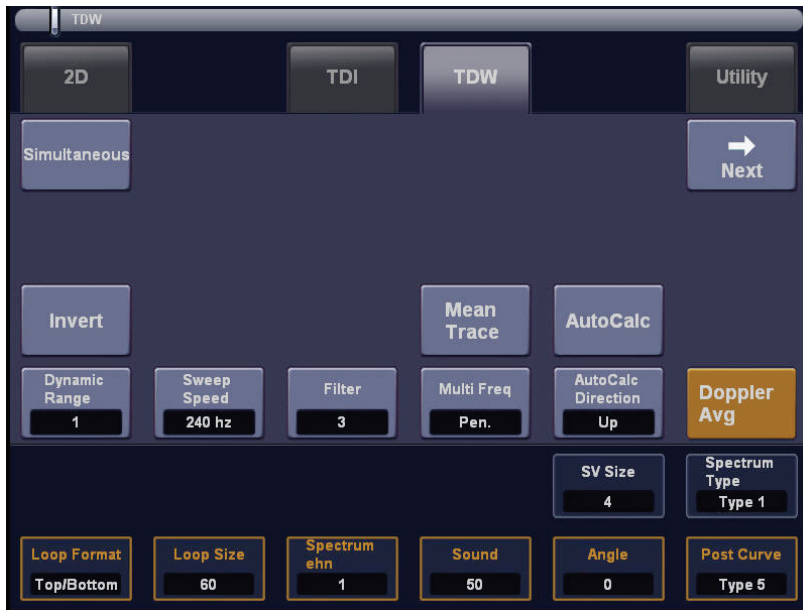 TDW
2D
TDI
TDW
Utility
Simultaneous
Next
Invert
Mean
Trace
AutoCalc
Dynamic
Range
1
Sweep
Speed
240 hz
Filter
3
Multi Freq
Pen.
AutoCalc
Direction
Up
Doppler
Avg
SV Size
4
Spectrum
Type
Type 1
Loop Format
Top/Bottom
Loop Size
60
Spectrum
ehn
1
Sound
50
Angle
0
Post Curve
Type 5